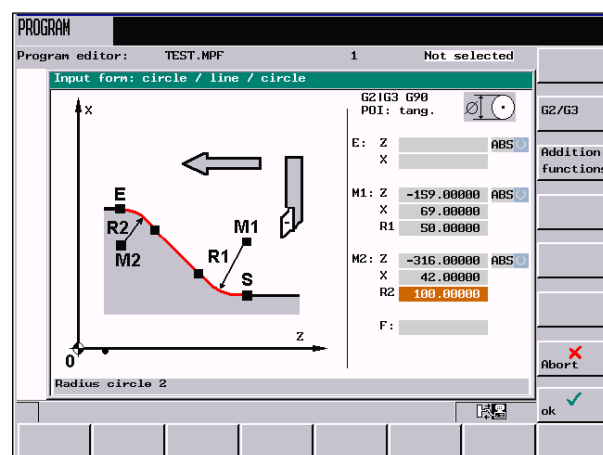 PROGRAM
Program editor: TEST.MPF 1 Not selected
Input form: circle / line / circle
G2|G3 G90
POI: tang.
G2/G3
E: Z ABS
X
Addition
functions
M1: Z -159.00000 ABS
X 69.00000
R1 50.00000
M2: Z -316.00000 ABS
X 42.00000
R2 100.00000
F:
X
E
R2
M2
R1
M1
S
Z
0
Radius circle 2
Abort
ok